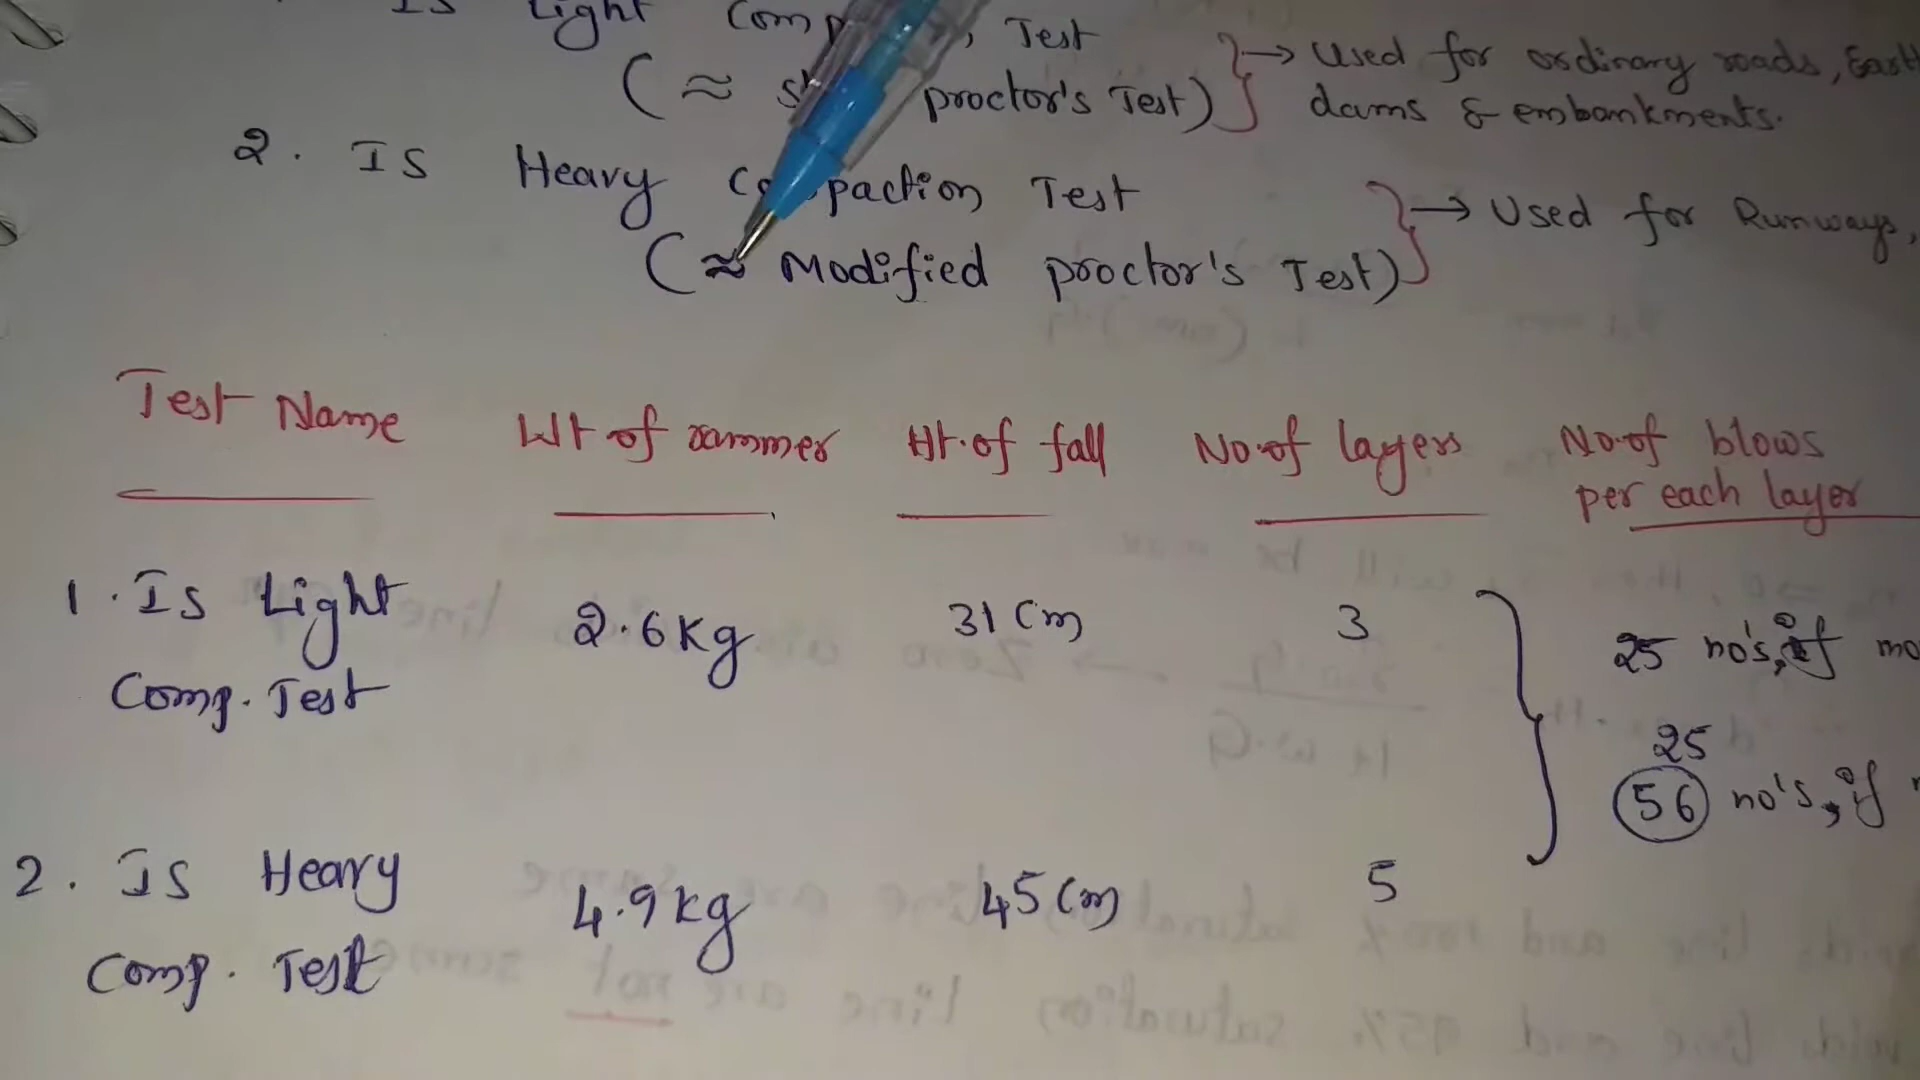 IS Light Comp Test
(≈ proctor's Test) } → Used for ordinary roads, Earth
dams & embankments.
2. IS Heavy Compaction Test
(≈ Modified proctor's Test) } → Used for Runways,
Test Name Wt of rammer Ht. of fall No. of layers No. of blows
per each layer
1. IS Light 2.6 kg 31 Cm 3 25 no's, if
Comp. Test
25
56 no's, if
2. IS Heavy 4.9 kg 45 Cm 5
Comp. Test